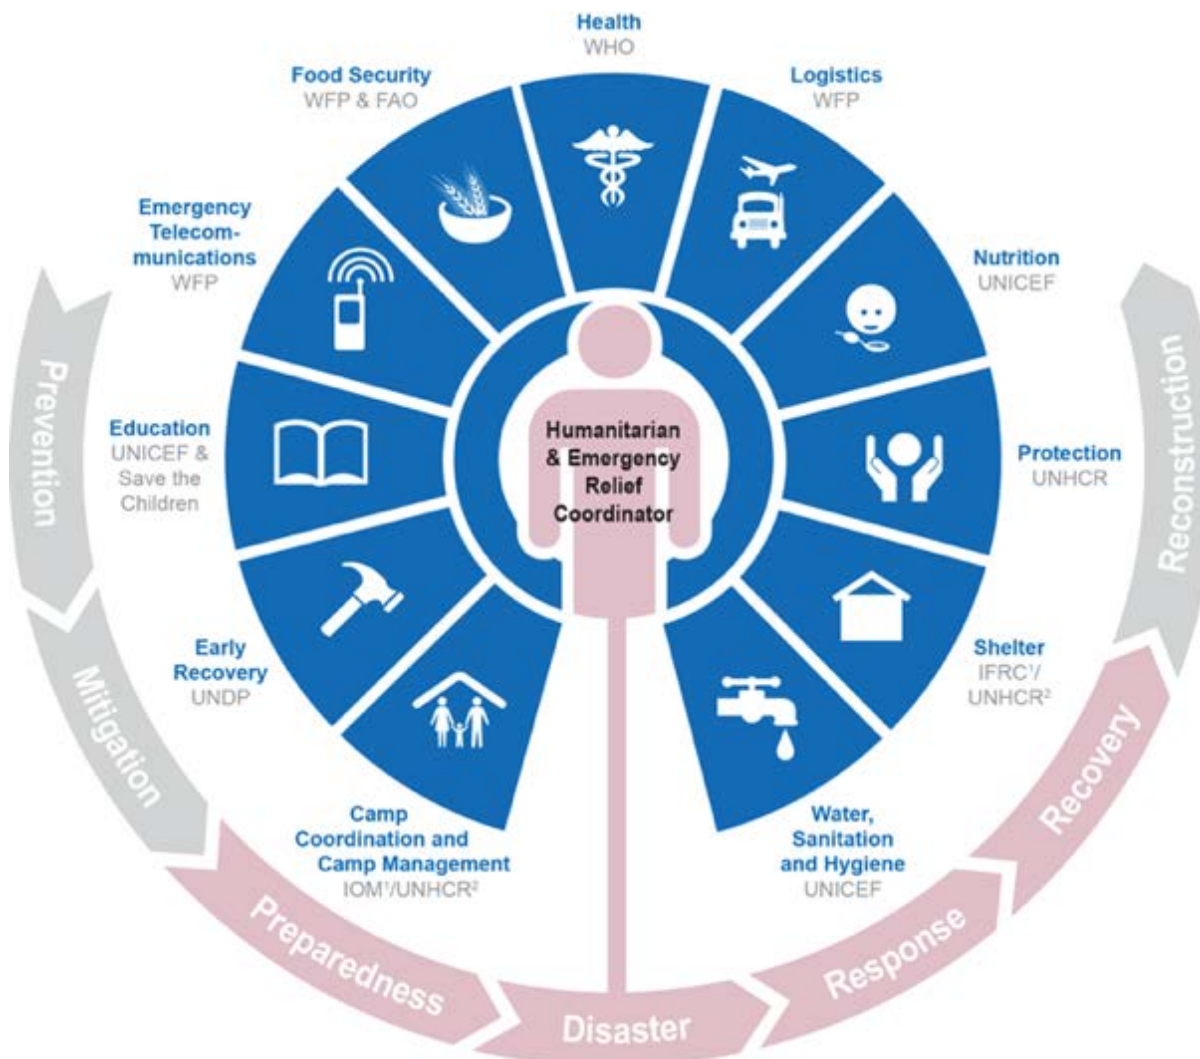 Health
WHO
Logistics
WFP
Nutrition
UNICEF
Protection
UNHCR
Shelter
IFRC¹/
UNHCR²
Water,
Sanitation
and Hygiene
UNICEF
Camp
Coordination and
Camp Management
IOM¹/UNHCR²
Early
Recovery
UNDP
Education
UNICEF &
Save the
Children
Emergency
Telecom-
munications
WFP
Food Security
WFP & FAO
Humanitarian
& Emergency
Relief
Coordinator
Prevention
Mitigation
Preparedness
Disaster
Response
Recovery
Reconstruction